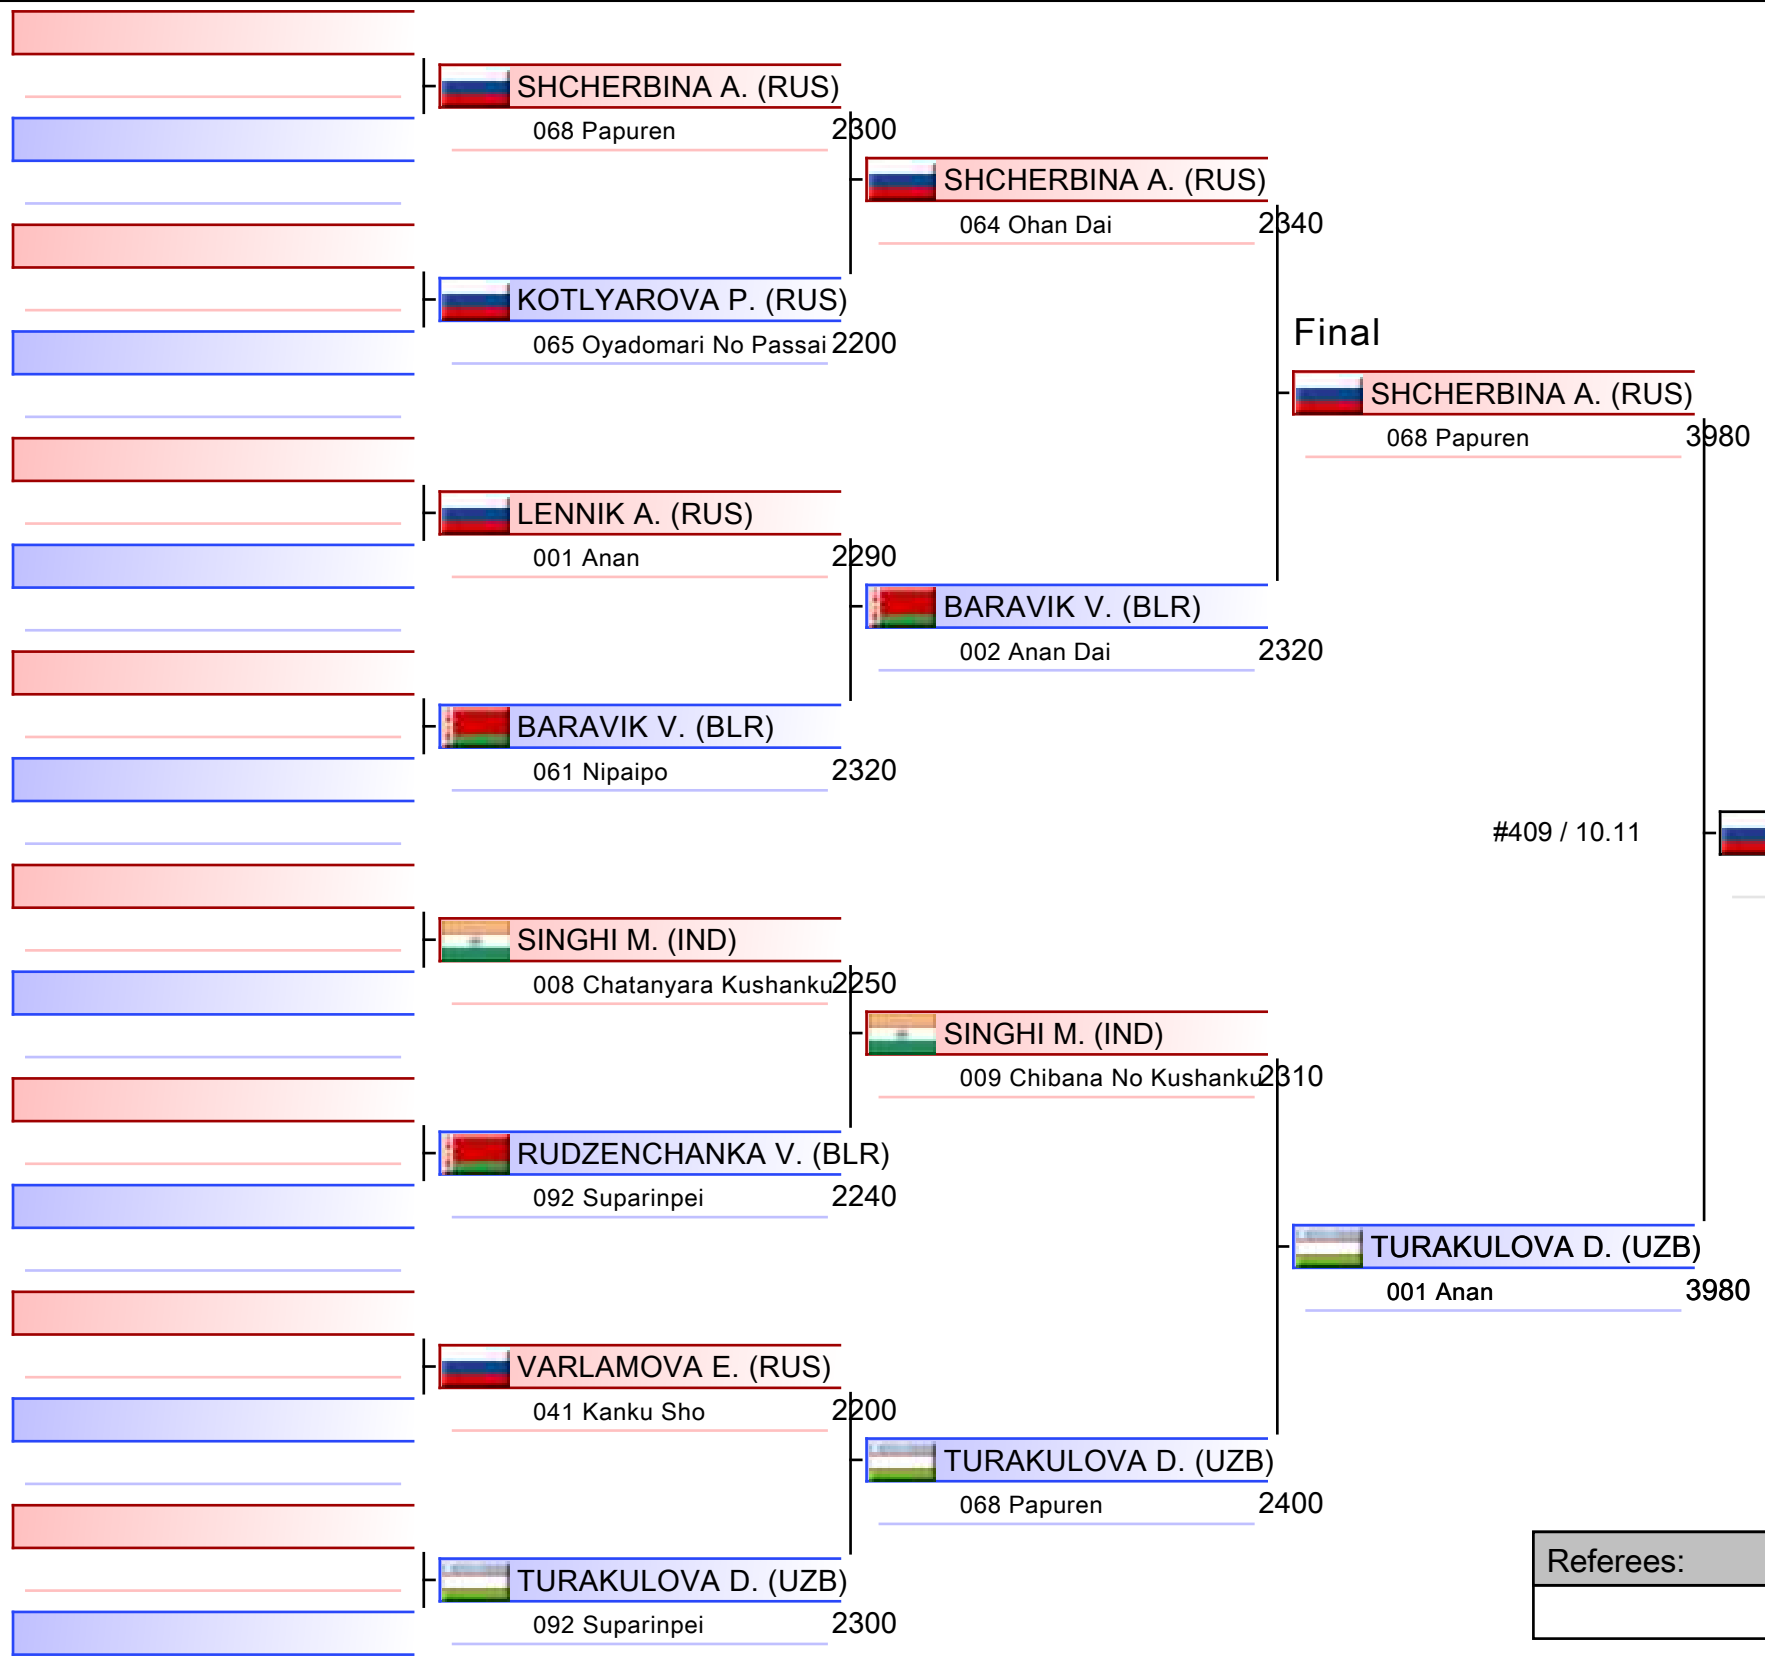 SHCHERBINA A. (RUS)
068 Papuren 2300
KOTLYAROVA P. (RUS)
065 Oyadomari No Passai 2200
LENNIK A. (RUS)
001 Anan 2290
BARAVIK V. (BLR)
061 Nipaipo 2320
SINGHI M. (IND)
008 Chatanyara Kushanku 2250
RUDZENCHANKA V. (BLR)
092 Suparinpei 2240
VARLAMOVA E. (RUS)
041 Kanku Sho 2200
TURAKULOVA D. (UZB)
092 Suparinpei 2300
SHCHERBINA A. (RUS)
064 Ohan Dai 2340
BARAVIK V. (BLR)
002 Anan Dai 2320
SINGHI M. (IND)
009 Chibana No Kushanku 2310
TURAKULOVA D. (UZB)
068 Papuren 2400
Final
SHCHERBINA A. (RUS)
068 Papuren 3980
#409 / 10.11
TURAKULOVA D. (UZB)
001 Anan 3980
Referees: